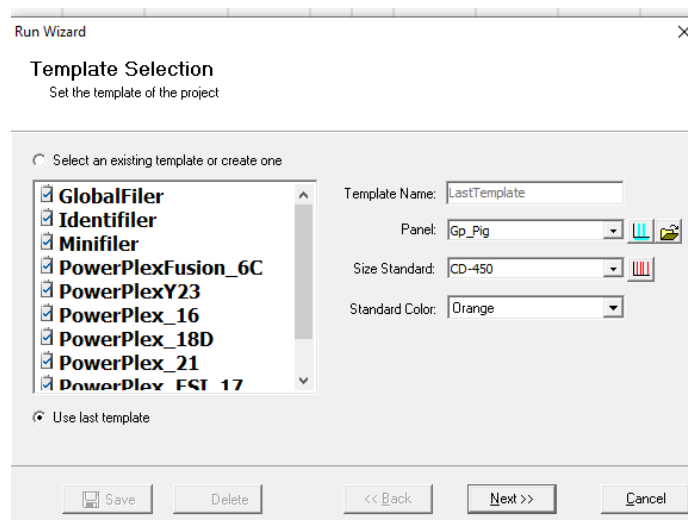 Run Wizard
Template Selection
Set the template of the project
Select an existing template or create one
GlobalFiler
Identifiler
Minifiler
PowerPlexFusion_6C
PowerPlexY23
PowerPlex_16
PowerPlex_18D
PowerPlex_21
PowerPlex_ESI_17
Use last template
Template Name: LastTemplate
Panel: Gp_Pig
Size Standard: CD-450
Standard Color: Orange
Save Delete << Back Next >> Cancel